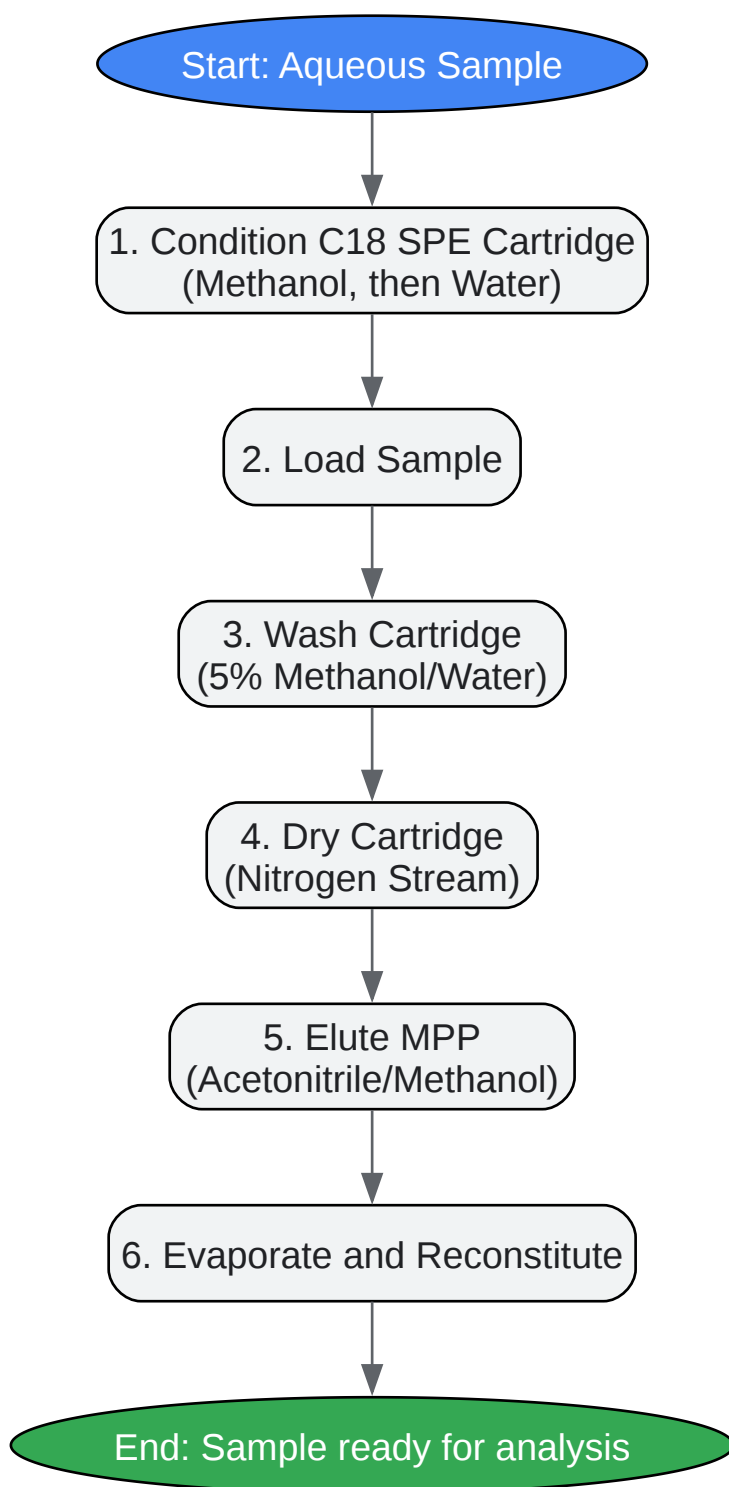 Start: Aqueous Sample
1. Condition C18 SPE Cartridge
(Methanol, then Water)
2. Load Sample
3. Wash Cartridge
(5% Methanol/Water)
4. Dry Cartridge
(Nitrogen Stream)
5. Elute MPP
(Acetonitrile/Methanol)
6. Evaporate and Reconstitute
End: Sample ready for analysis